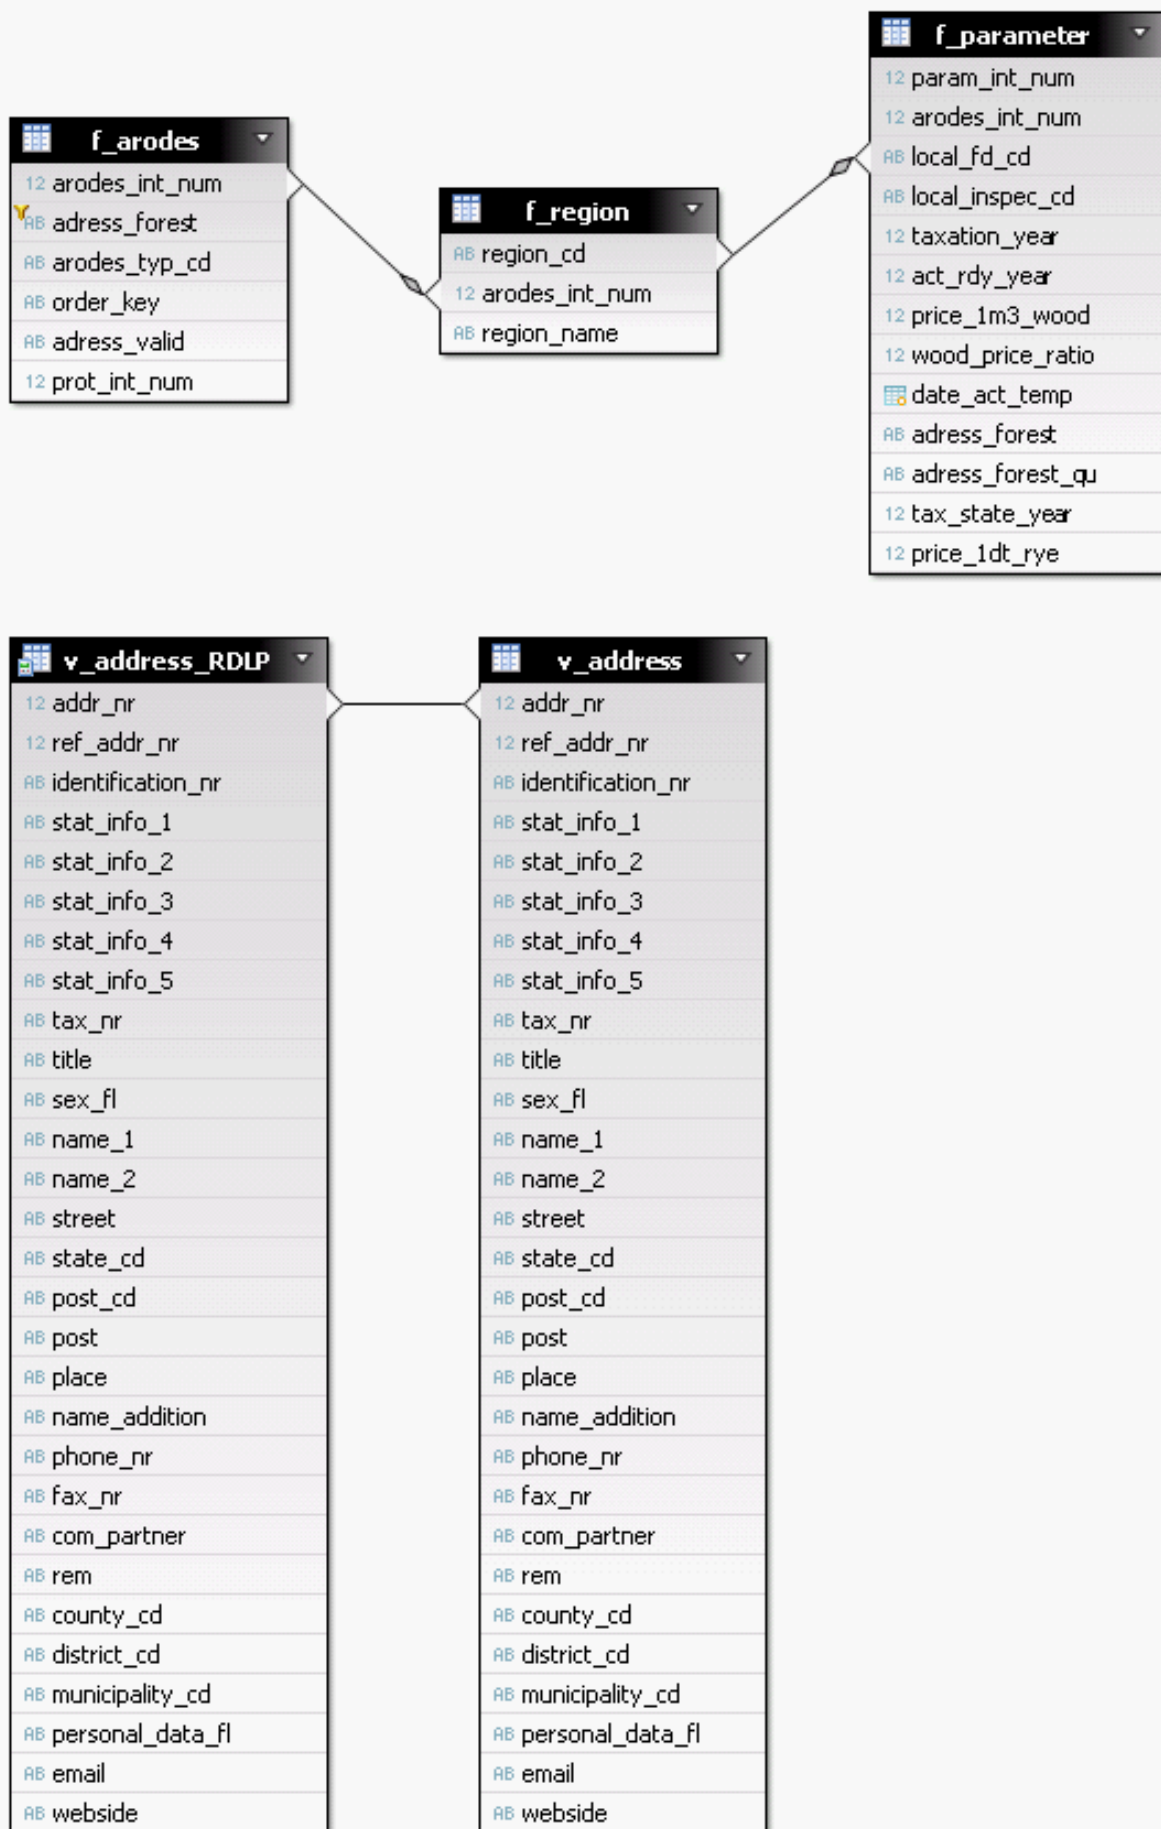 f_parameter
12 param_int_num
12 arodes_int_num
AB local_fd_cd
AB local_inspec_cd
12 taxation_year
12 act_rdy_year
12 price_1m3_wood
12 wood_price_ratio
date_act_temp
AB adress_forest
AB adress_forest_qu
12 tax_state_year
12 price_1dt_rye
f_arodes
12 arodes_int_num
AB adress_forest
AB arodes_typ_cd
AB order_key
AB adress_valid
12 prot_int_num
f_region
AB region_cd
12 arodes_int_num
AB region_name
v_address_RDLP
12 addr_nr
12 ref_addr_nr
AB identification_nr
AB stat_info_1
AB stat_info_2
AB stat_info_3
AB stat_info_4
AB stat_info_5
AB tax_nr
AB title
AB sex_fl
AB name_1
AB name_2
AB street
AB state_cd
AB post_cd
AB post
AB place
AB name_addition
AB phone_nr
AB fax_nr
AB com_partner
AB rem
AB county_cd
AB district_cd
AB municipality_cd
AB personal_data_fl
AB email
AB webside
v_address
12 addr_nr
12 ref_addr_nr
AB identification_nr
AB stat_info_1
AB stat_info_2
AB stat_info_3
AB stat_info_4
AB stat_info_5
AB tax_nr
AB title
AB sex_fl
AB name_1
AB name_2
AB street
AB state_cd
AB post_cd
AB post
AB place
AB name_addition
AB phone_nr
AB fax_nr
AB com_partner
AB rem
AB county_cd
AB district_cd
AB municipality_cd
AB personal_data_fl
AB email
AB webside